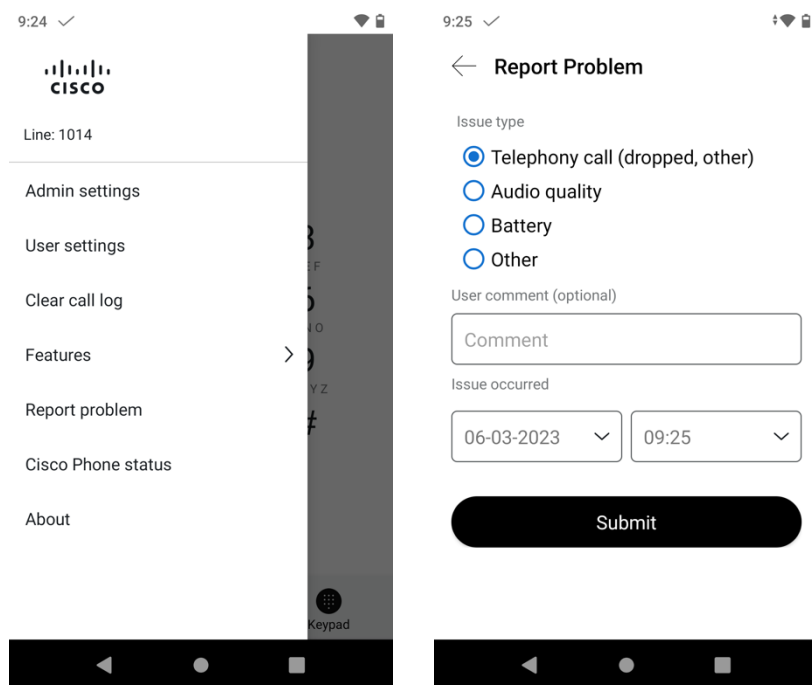 9:24
CISCO
Line: 1014
Admin settings
User settings
Clear call log
Features
Report problem
Cisco Phone status
About
3
E F
N O
9
Y Z
#
Keypad
9:25
Report Problem
Issue type
Telephony call (dropped, other)
Audio quality
Battery
Other
User comment (optional)
Comment
Issue occurred
06-03-2023
09:25
Submit